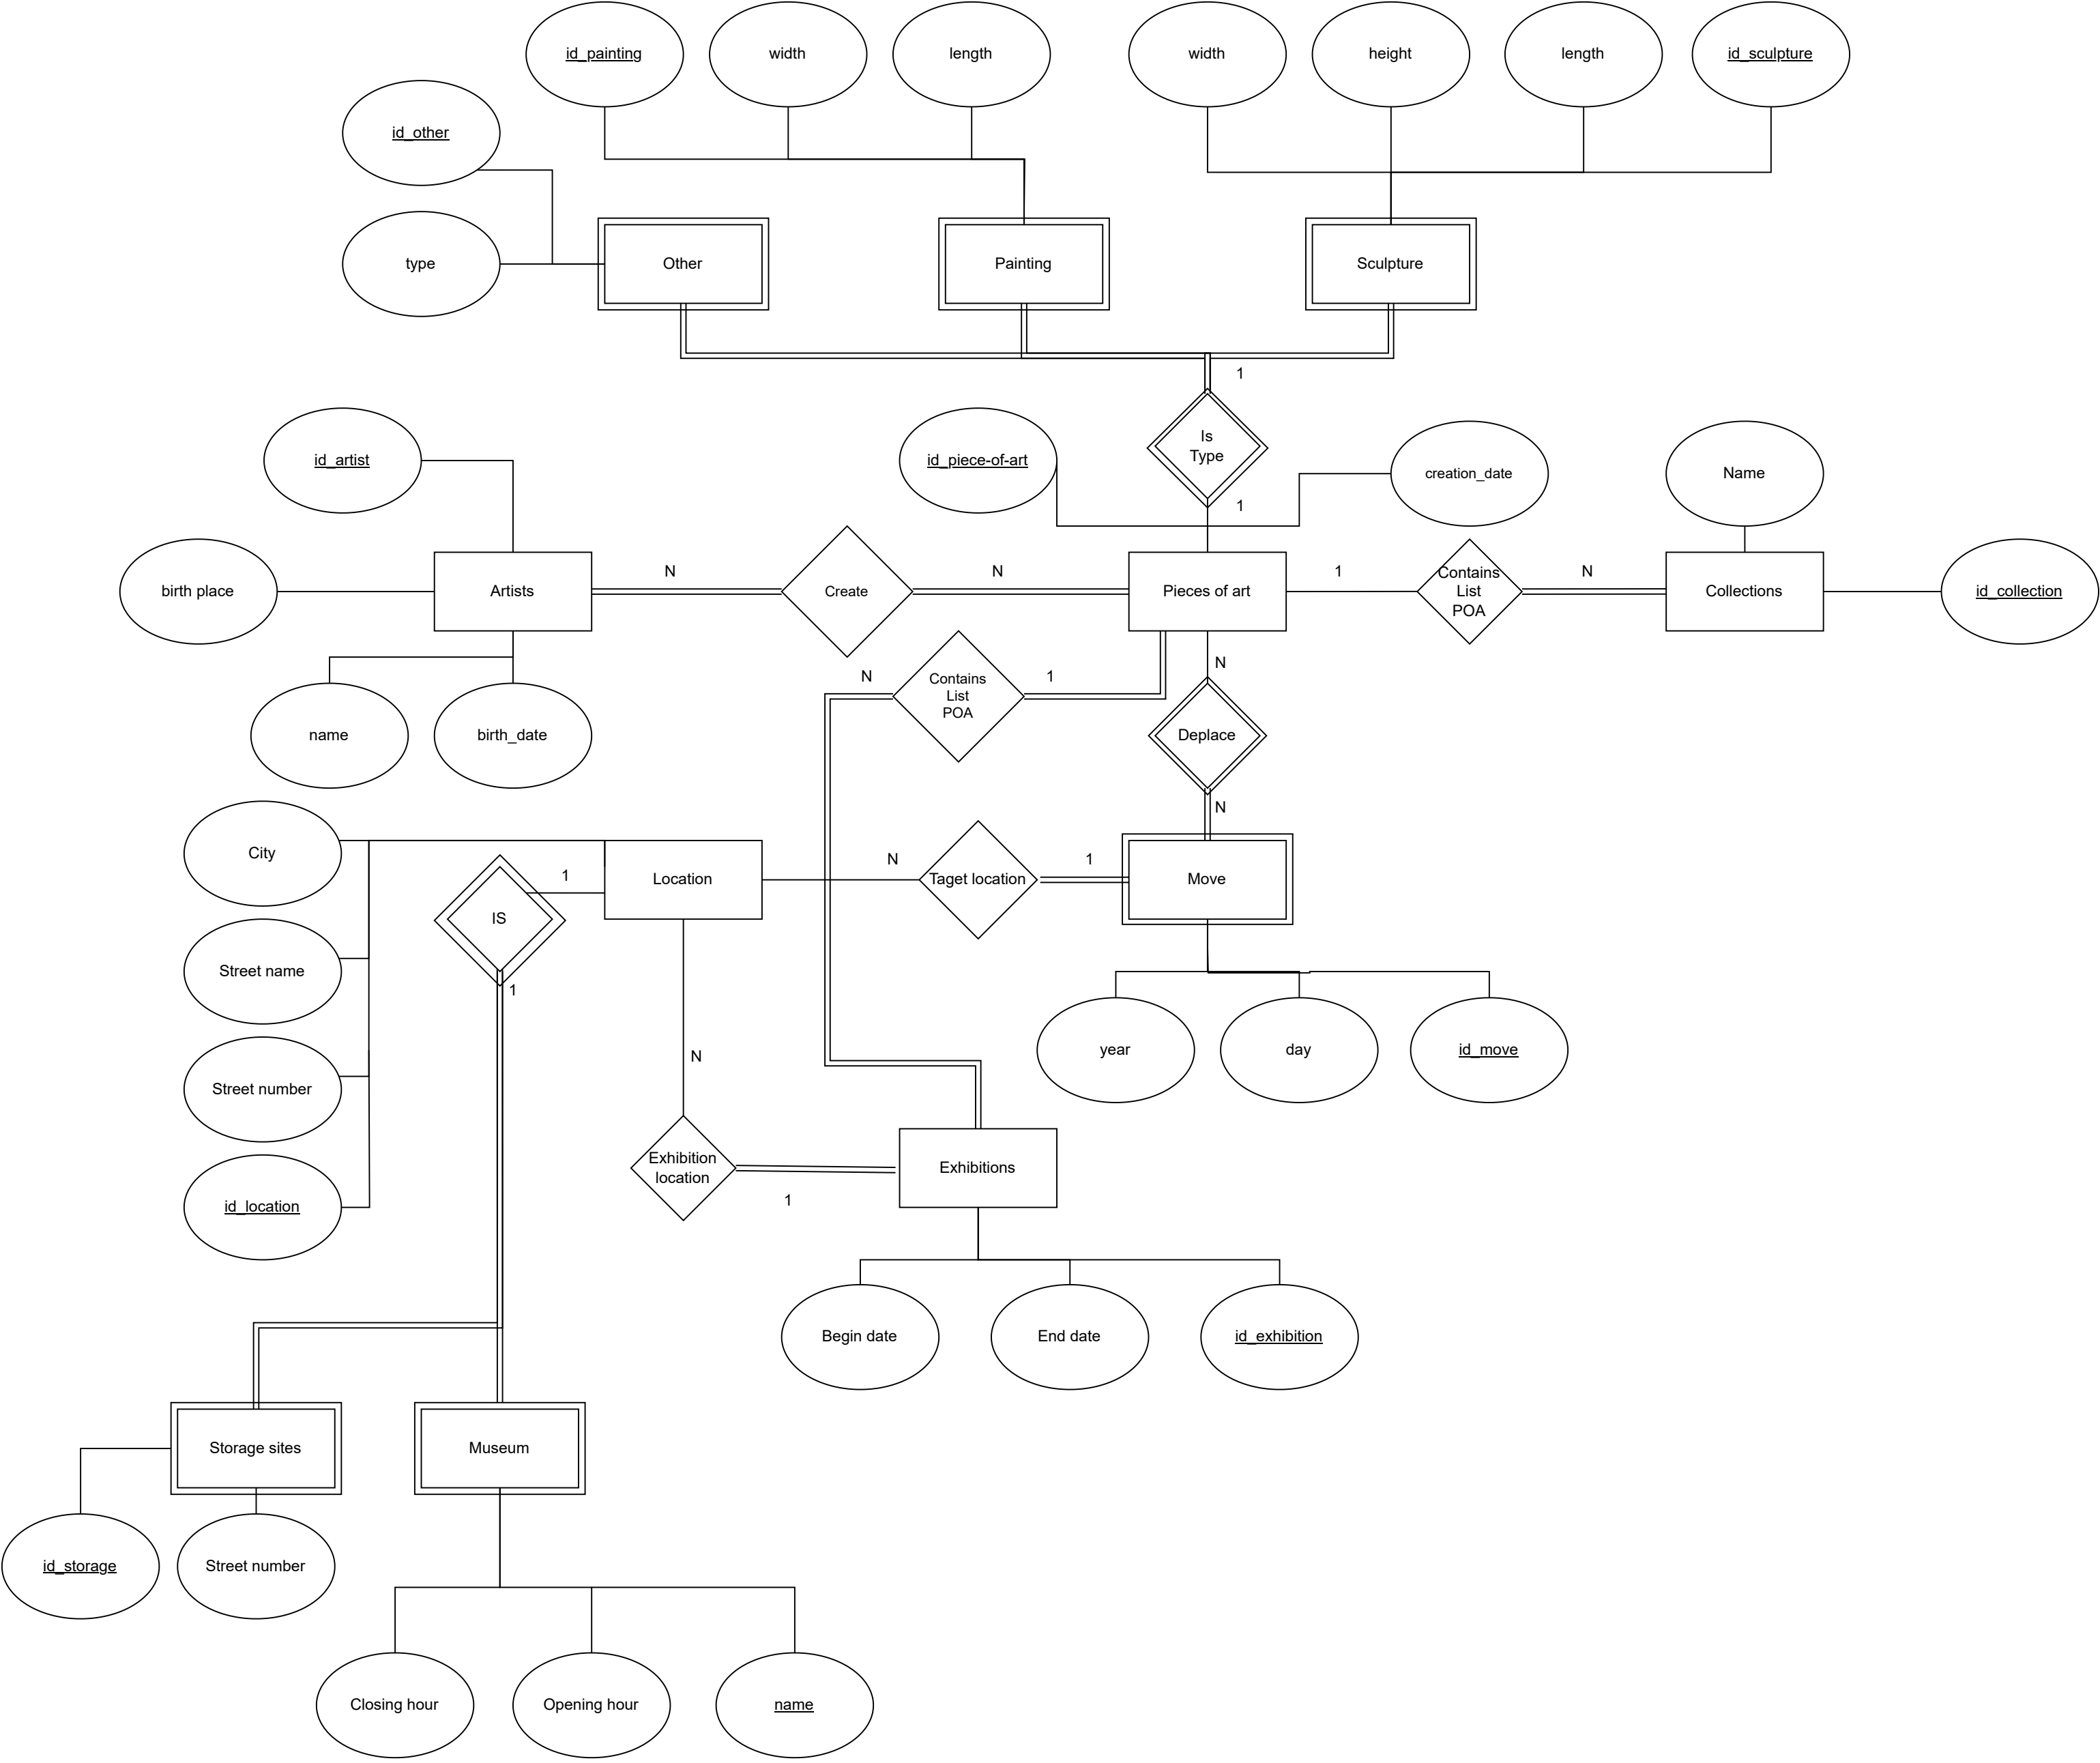 id_painting
width
length
width
height
length
id_sculpture
id_other
type
Other
Painting
Sculpture
1
Is
Type
id_artist
id_piece-of-art
creation_date
Name
1
birth place
Artists
N
Create
N
Pieces of art
1
Contains
List
POA
N
Collections
id_collection
name
birth_date
N
Contains
List
POA
1
N
Deplace
N
City
1
Location
N
Taget location
1
Move
IS
1
Street name
Street number
id_location
N
year
day
id_move
Exhibition
location
1
Exhibitions
Begin date
End date
id_exhibition
Storage sites
Museum
id_storage
Street number
Closing hour
Opening hour
name